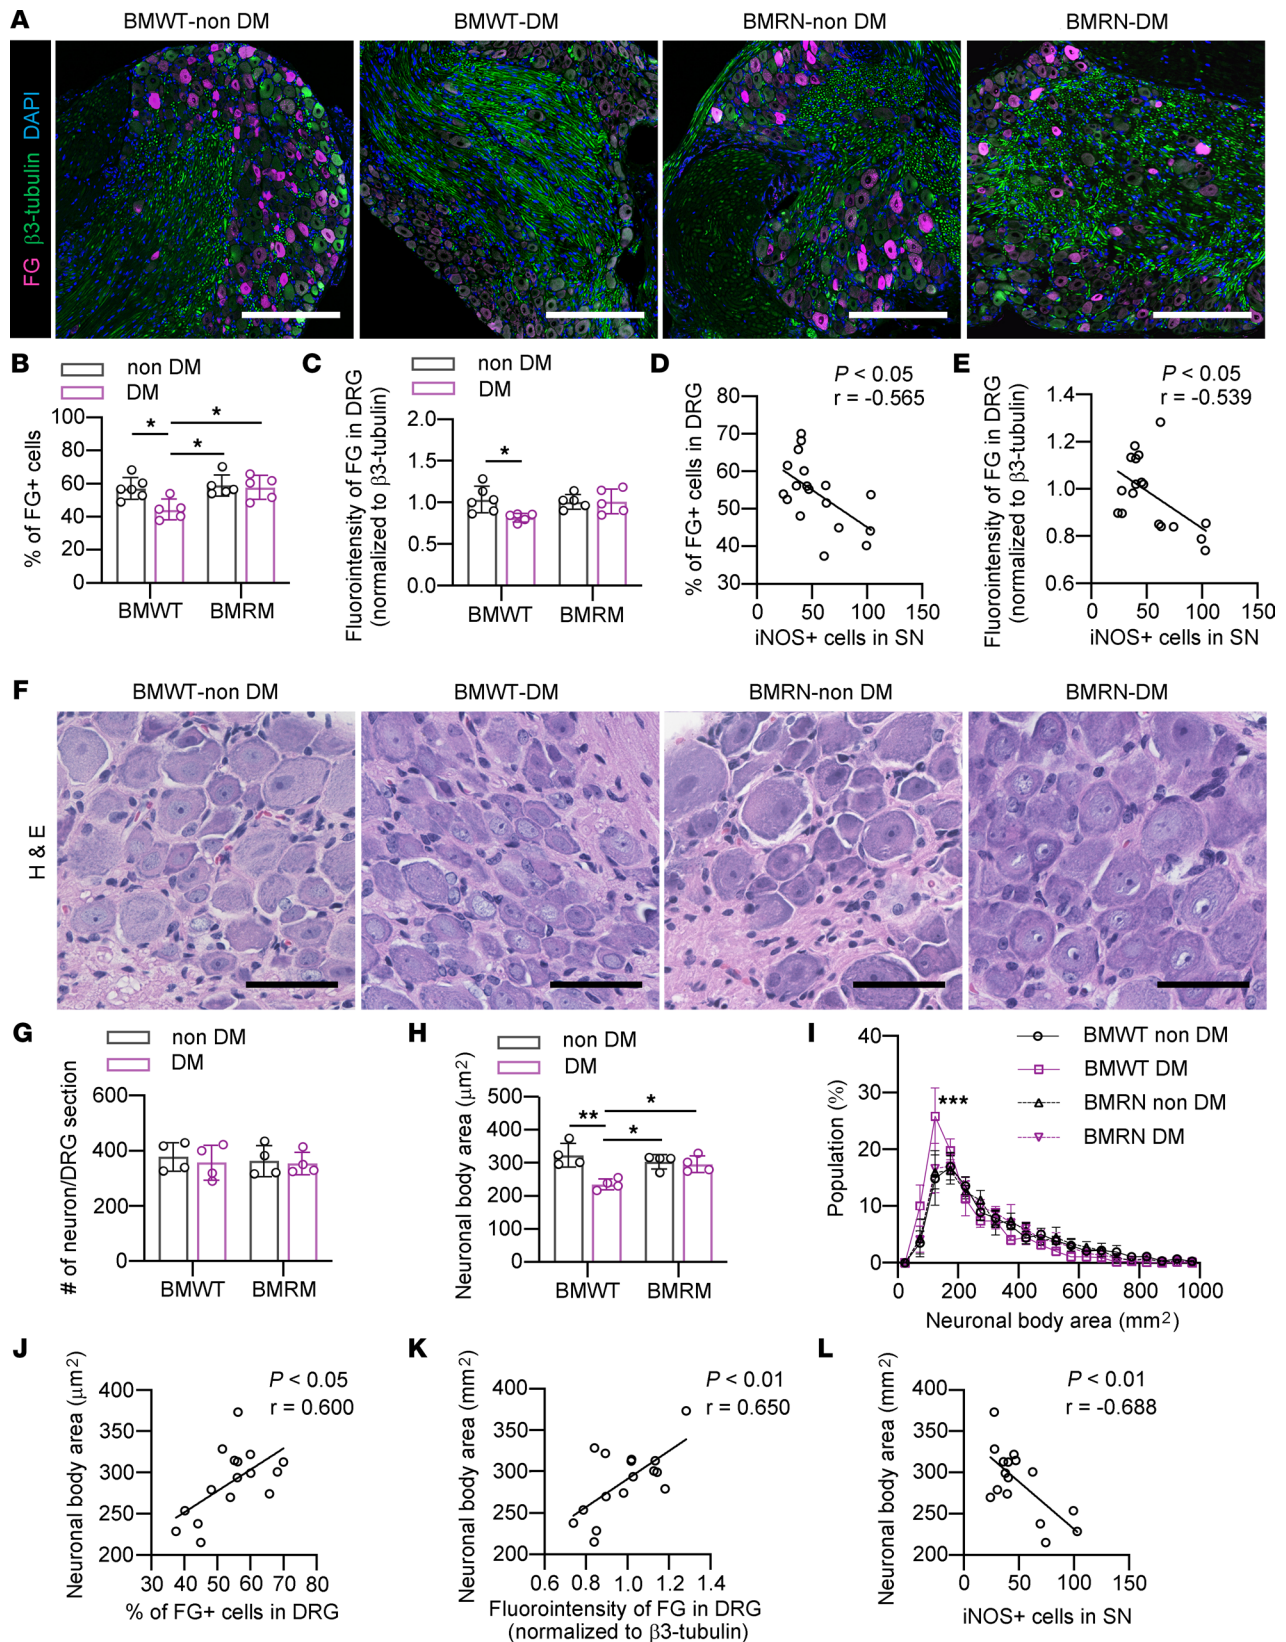 A
BMWT-non DM
BMWT-DM
BMRN-non DM
BMRN-DM
FG β3-tubulin DAPI
B
non DM
DM
% of FG+ cells
100
80
60
40
20
0
*
*
*
BMWT
BMRM
C
non DM
DM
Fluorointensity of FG in DRG
(normalized to β3-tubulin)
2.0
1.5
1.0
0.5
0.0
*
BMWT
BMRM
D
P < 0.05
r = -0.565
% of FG+ cells in DRG
80
70
60
50
40
30
0
50
100
150
iNOS+ cells in SN
E
P < 0.05
r = -0.539
Fluorointensity of FG in DRG
(normalized to β3-tubulin)
1.4
1.2
1.0
0.8
0.6
0
50
100
150
iNOS+ cells in SN
F
BMWT-non DM
BMWT-DM
BMRN-non DM
BMRN-DM
H & E
G
non DM
DM
# of neuron/DRG section
600
400
200
0
BMWT
BMRM
H
non DM
DM
Neuronal body area (μm²)
500
400
300
200
100
0
**
*
*
BMWT
BMRM
I
Population (%)
40
30
20
10
0
***
BMWT non DM
BMWT DM
BMRN non DM
BMRN DM
0
200
400
600
800
1000
Neuronal body area (mm²)
J
P < 0.05
r = 0.600
Neuronal body area (μm²)
400
350
300
250
200
30
40
50
60
70
80
% of FG+ cells in DRG
K
P < 0.01
r = 0.650
Neuronal body area (mm²)
400
350
300
250
200
0.6
0.8
1.0
1.2
1.4
Fluorointensity of FG in DRG
(normalized to β3-tubulin)
L
P < 0.01
r = -0.688
Neuronal body area (mm²)
400
350
300
250
200
0
50
100
150
iNOS+ cells in SN